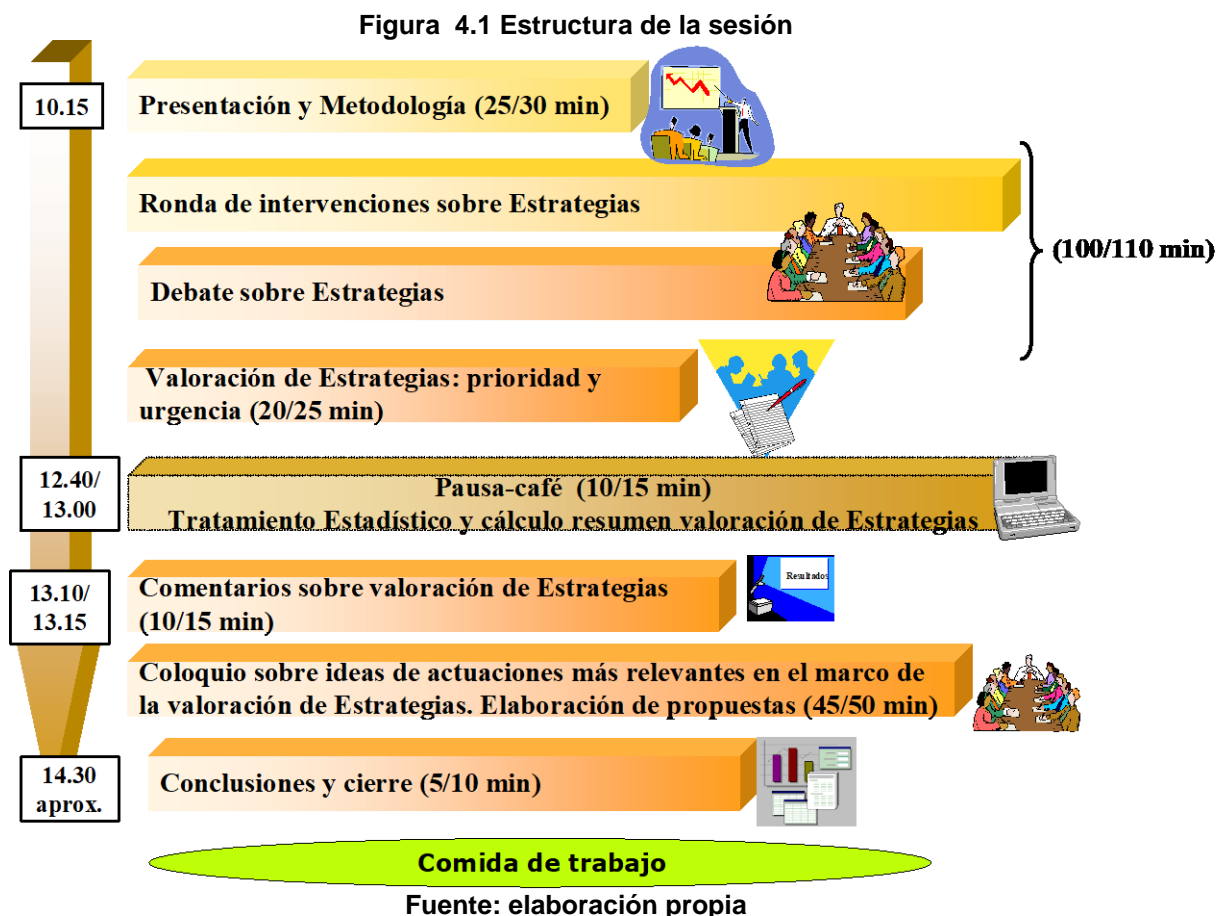 Figura 4.1 Estructura de la sesión
10.15
Presentación y Metodología (25/30 min)
Ronda de intervenciones sobre Estrategias
(100/110 min)
Debate sobre Estrategias
Valoración de Estrategias: prioridad y
urgencia (20/25 min)
12.40/
13.00
Pausa-café (10/15 min)
Tratamiento Estadístico y cálculo resumen valoración de Estrategias
13.10/
13.15
Comentarios sobre valoración de Estrategias
(10/15 min)
Resultados
Coloquio sobre ideas de actuaciones más relevantes en el marco de
la valoración de Estrategias. Elaboración de propuestas (45/50 min)
14.30
aprox.
Conclusiones y cierre (5/10 min)
Comida de trabajo
Fuente: elaboración propia